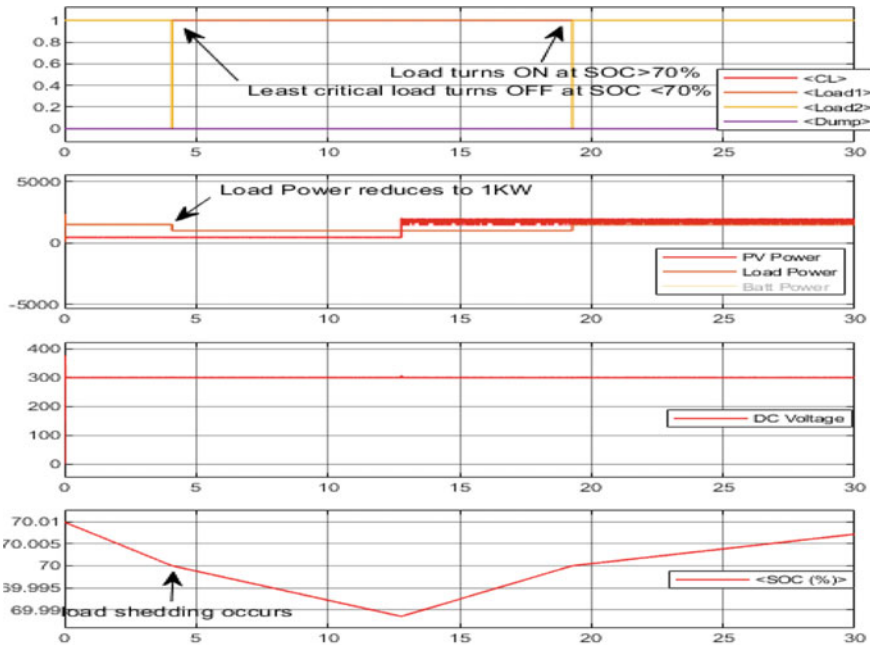 1
0.8
0.6
0.4
0.2
0
Load turns ON at SOC>70%
Least critical load turns OFF at SOC <70%
<CL>
<Load1>
<Load2>
<Dump>
0 5 10 15 20 25 30
5000
0
-5000
Load Power reduces to 1KW
PV Power
Load Power
Batt Power
0 5 10 15 20 25 30
400
300
200
100
0
DC Voltage
0 5 10 15 20 25 30
70.01
70.005
70
69.995
69.99
load shedding occurs
<SOC (%)>
0 5 10 15 20 25 30